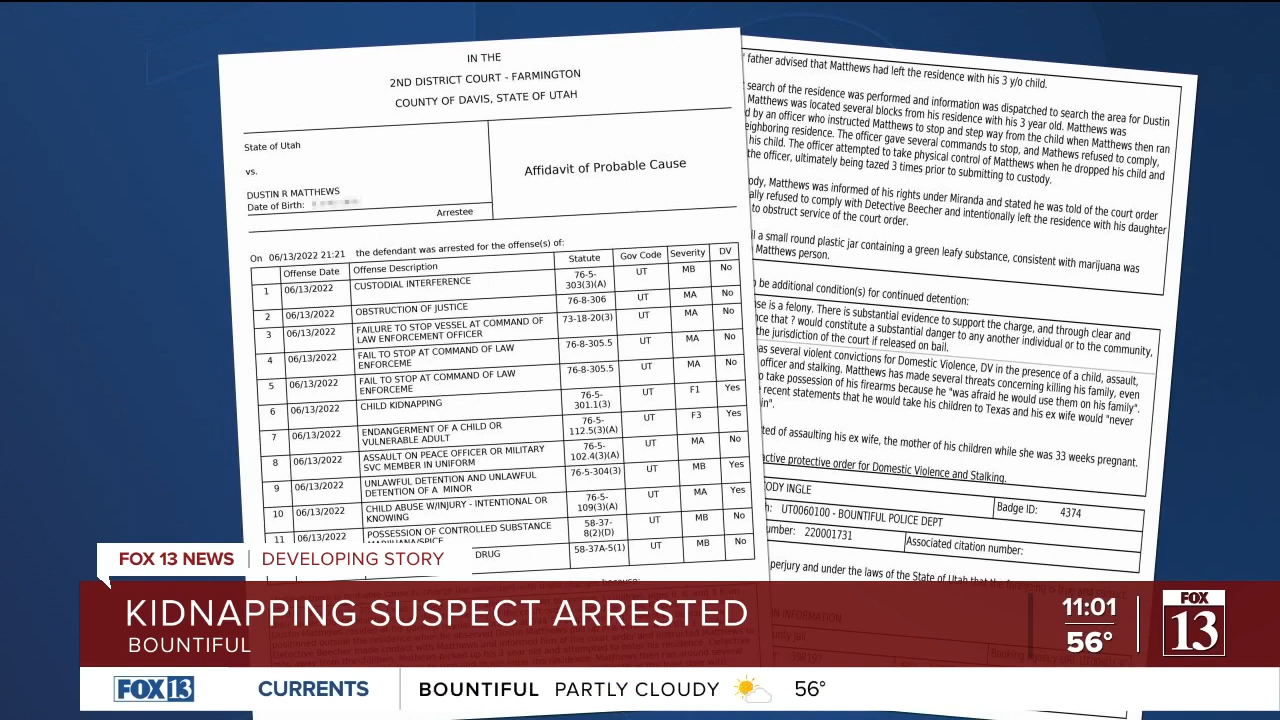 IN THE
2ND DISTRICT COURT - FARMINGTON
COUNTY OF DAVIS, STATE OF UTAH
State of Utah
vs.
DUSTIN R MATTHEWS
Date of Birth:
Arrestee
Affidavit of Probable Cause
On 06/13/2022 21:21 the defendant was arrested for the offense(s) of:
Offense Date Offense Description Statute Gov Code Severity DV
1 06/13/2022 CUSTODIAL INTERFERENCE 76-5-303(3)(A) UT MB No
2 06/13/2022 OBSTRUCTION OF JUSTICE 76-8-306 UT MA No
3 06/13/2022 FAILURE TO STOP VESSEL AT COMMAND OF
LAW ENFORCEMENT OFFICER 73-18-20(3) UT MA No
4 06/13/2022 FAIL TO STOP AT COMMAND OF LAW
ENFORCEME 76-8-305.5 UT MA No
5 06/13/2022 FAIL TO STOP AT COMMAND OF LAW
ENFORCEME 76-8-305.5 UT MA No
6 06/13/2022 CHILD KIDNAPPING 76-5-301.1(3) UT F1 Yes
7 06/13/2022 ENDANGERMENT OF A CHILD OR
VULNERABLE ADULT 76-5-112.5(3)(A) UT F3 Yes
8 06/13/2022 ASSAULT ON PEACE OFFICER OR MILITARY
SVC MEMBER IN UNIFORM 76-5-102.4(3)(A) UT MA No
9 06/13/2022 UNLAWFUL DETENTION AND UNLAWFUL
DETENTION OF A MINOR 76-5-304(3) UT MB Yes
10 06/13/2022 CHILD ABUSE W/INJURY - INTENTIONAL OR
KNOWING 76-5-109(3)(A) UT MA Yes
11 06/13/2022 POSSESSION OF CONTROLLED SUBSTANCE
MARIJUANA/SPICE 58-37-8(2)(D) UT MB No
DRUG 58-37A-5(1) UT MB No
father advised that Matthews had left the residence with his 3 y/o child.
search of the residence was performed and information was dispatched to search the area for Dustin
Matthews was located several blocks from his residence with his 3 year old. Matthews was
d by an officer who instructed Matthews to stop and step way from the child when Matthews then ran
eighboring residence. The officer gave several commands to stop, and Mathews refused to comply,
his child. The officer attempted to take physical control of Matthews when he dropped his child and
the officer, ultimately being tazed 3 times prior to submitting to custody.
ody, Matthews was informed of his rights under Miranda and stated he was told of the court order
ally refused to comply with Detective Beecher and intentionally left the residence with his daughter
to obstruct service of the court order.
a small round plastic jar containing a green leafy substance, consistent with marijuana was
Matthews person.
be additional condition(s) for continued detention:
se is a felony. There is substantial evidence to support the charge, and through clear and
nce that ? would constitute a substantial danger to any another individual or to the community,
the jurisdiction of the court if released on bail.
as several violent convictions for Domestic Violence, DV in the presence of a child, assault,
officer and stalking. Matthews has made several threats concerning killing his family, even
o take possession of his firearms because he "was afraid he would use them on his family".
recent statements that he would take his children to Texas and his ex wife would "never
in".
ted of assaulting his ex wife, the mother of his children while she was 33 weeks pregnant.
active protective order for Domestic Violence and Stalking.
ODY INGLE Badge ID: 4374
UT0060100 - BOUNTIFUL POLICE DEPT
umber: 220001731 Associated citation number:
perjury and under the laws of the State of Utah that the
FOX 13 NEWS | DEVELOPING STORY
KIDNAPPING SUSPECT ARRESTED
BOUNTIFUL
11:01
56°
FOX
13
FOX 13 CURRENTS BOUNTIFUL PARTLY CLOUDY 56°